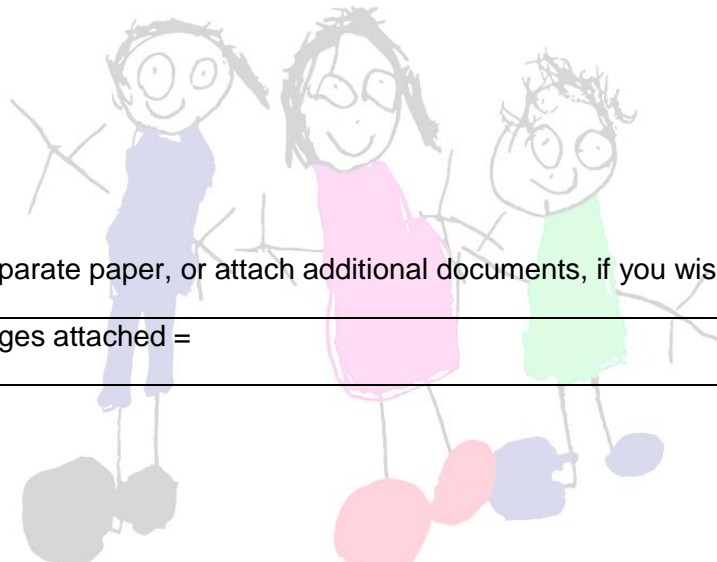 parate paper, or attach additional documents, if you wis
ges attached =